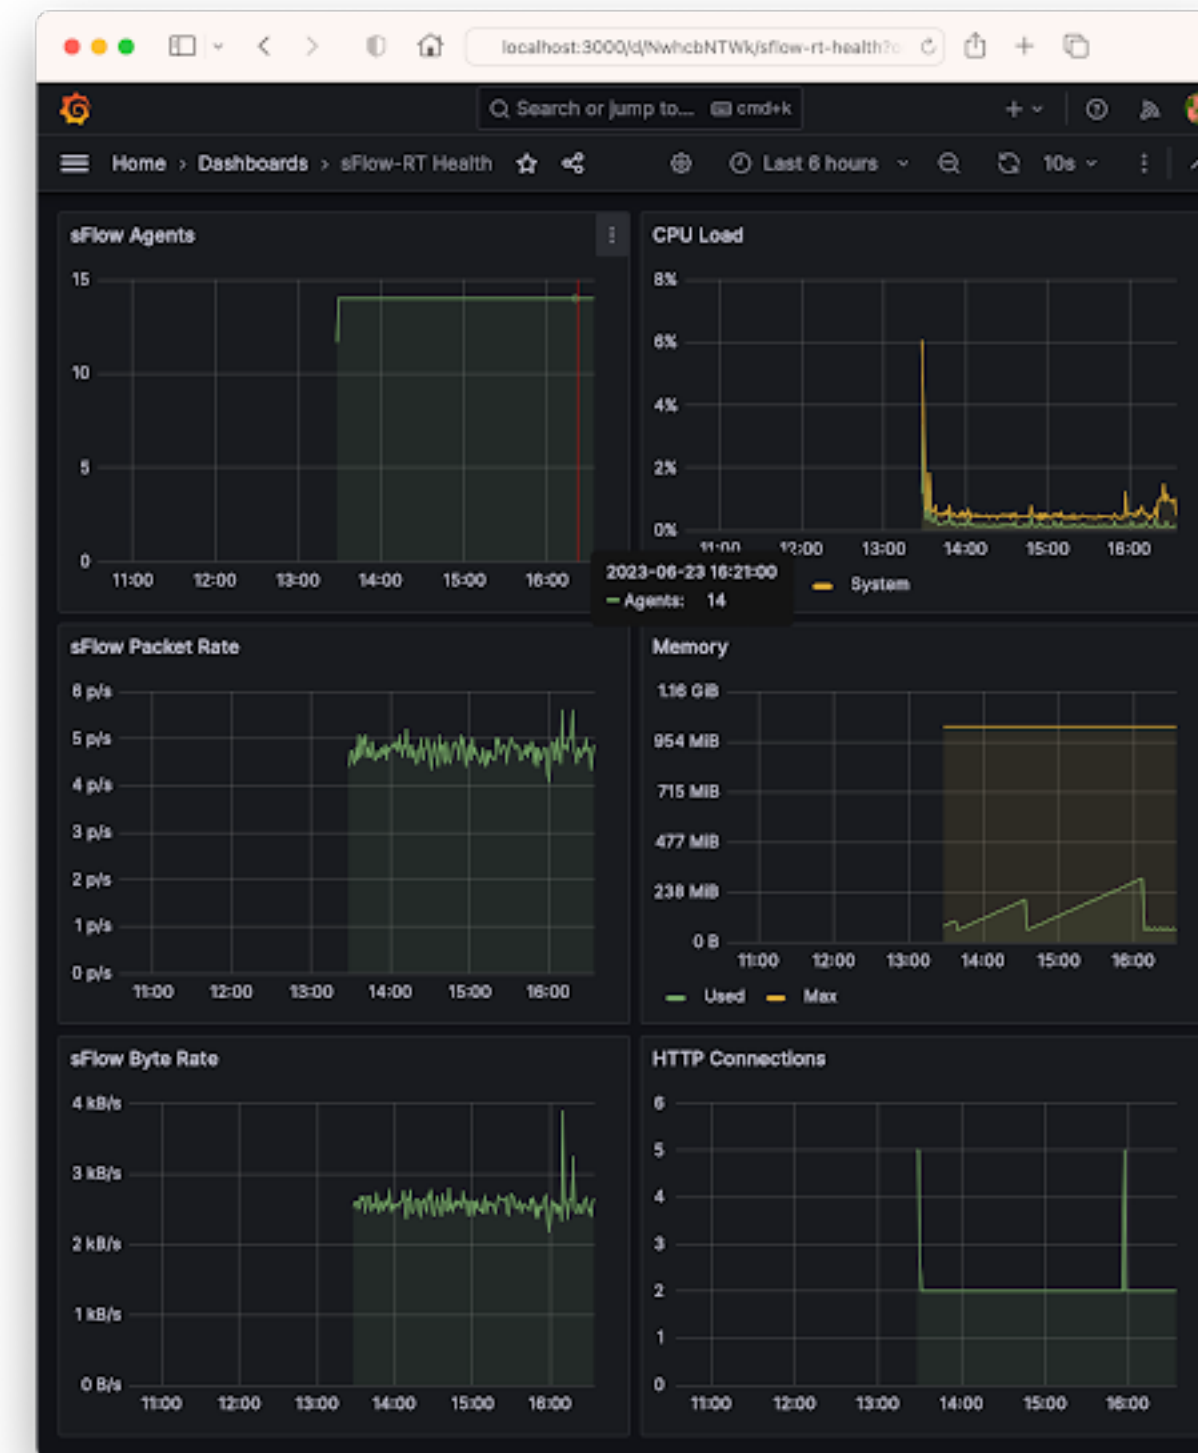 localhost:3000/d/NwhcbNTWk/sflow-rt-health?o
Search or jump to... cmd+k
Home › Dashboards › sFlow-RT Health Last 6 hours 10s
sFlow Agents
15
10
5
0
11:00 12:00 13:00 14:00 15:00 16:00
CPU Load
8%
6%
4%
2%
0%
11:00 12:00 13:00 14:00 15:00 16:00
System
2023-06-23 16:21:00
Agents: 14
sFlow Packet Rate
6 p/s
5 p/s
4 p/s
3 p/s
2 p/s
1 p/s
0 p/s
11:00 12:00 13:00 14:00 15:00 16:00
Memory
1.16 GiB
954 MiB
715 MiB
477 MiB
238 MiB
0 B
11:00 12:00 13:00 14:00 15:00 16:00
Used Max
sFlow Byte Rate
4 kB/s
3 kB/s
2 kB/s
1 kB/s
0 B/s
11:00 12:00 13:00 14:00 15:00 16:00
HTTP Connections
6
5
4
3
2
1
0
11:00 12:00 13:00 14:00 15:00 16:00